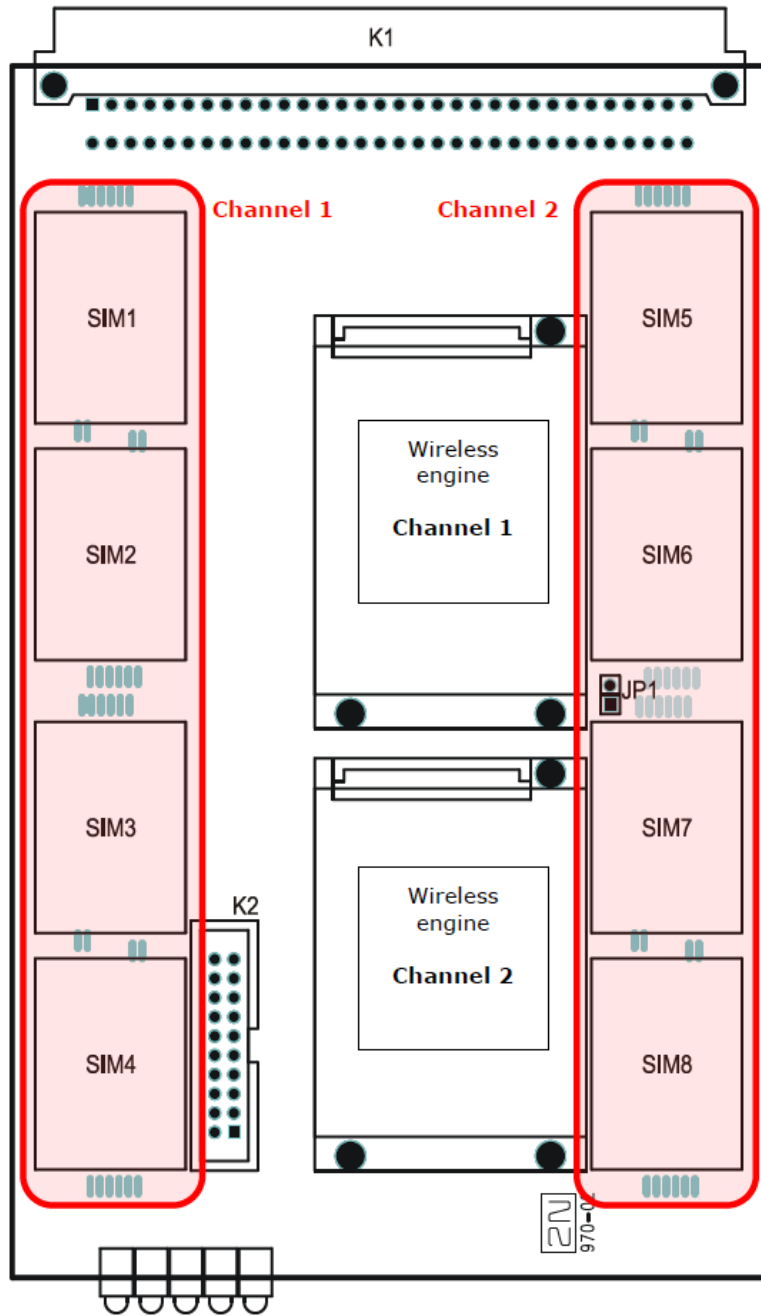 K1
Channel 1
Channel 2
SIM1
SIM5
Wireless
engine
Channel 1
SIM2
SIM6
JP1
SIM3
SIM7
Wireless
engine
Channel 2
K2
SIM4
SIM8
2N